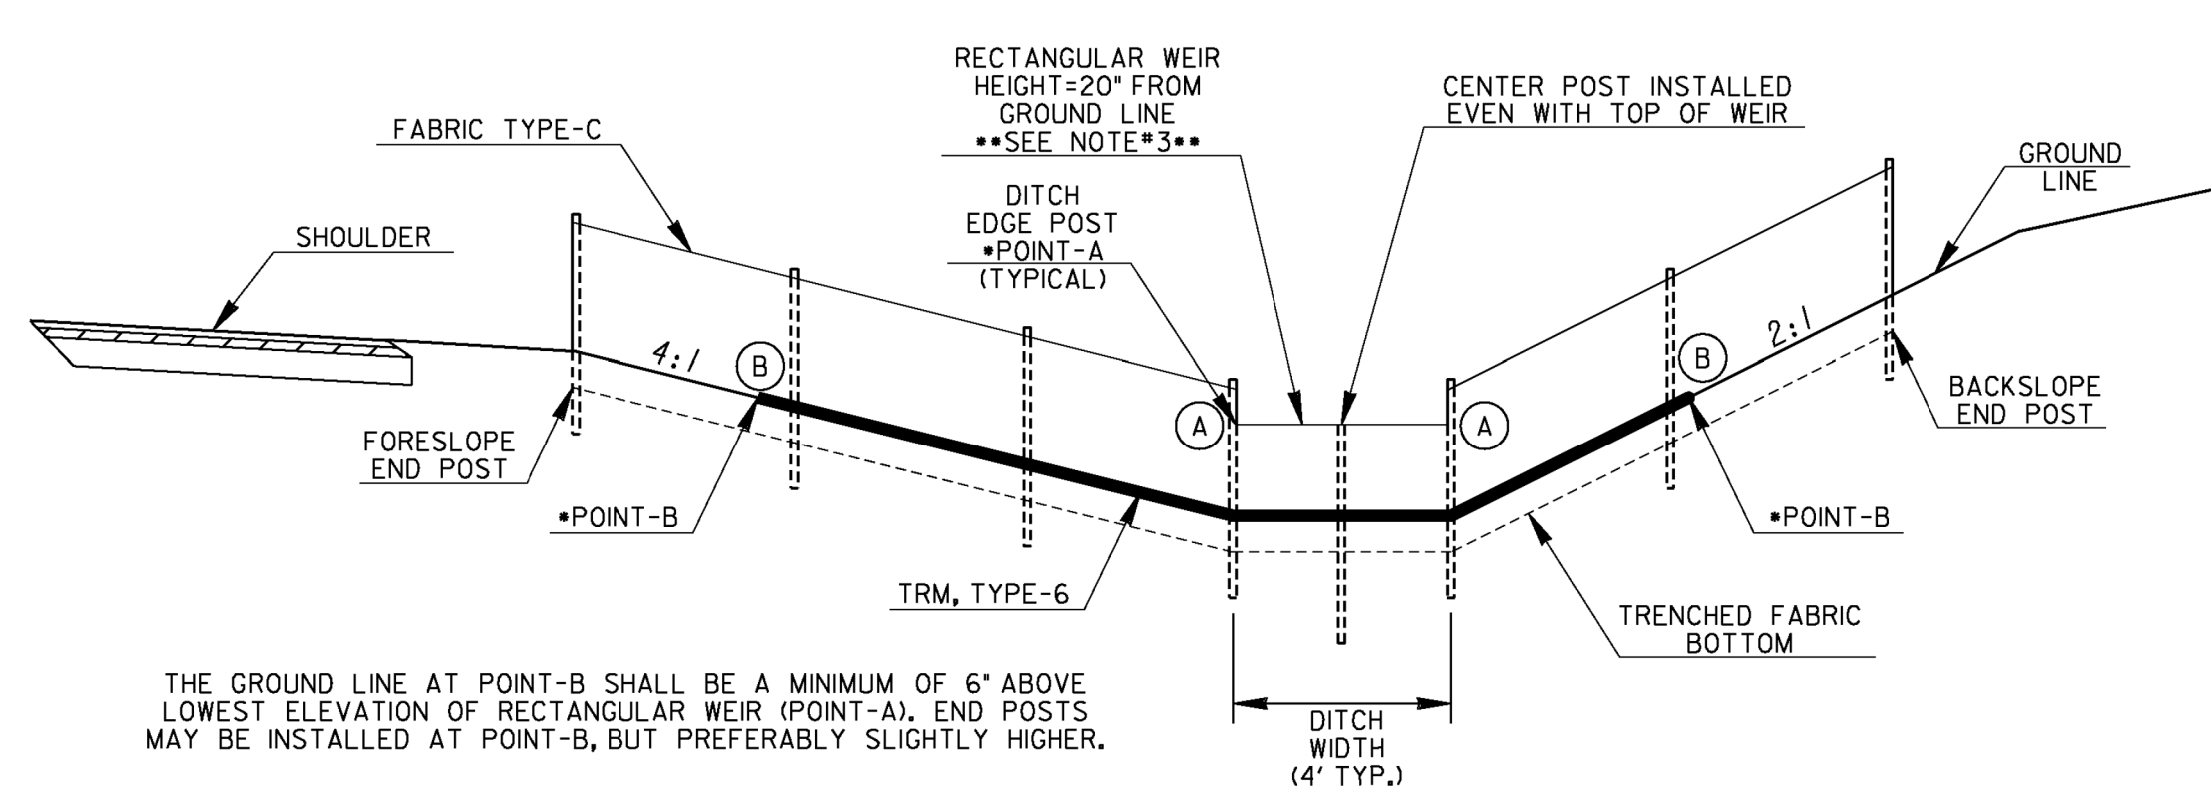 RECTANGULAR WEIR
HEIGHT=20" FROM
GROUND LINE
**SEE NOTE#3**
CENTER POST INSTALLED
EVEN WITH TOP OF WEIR
FABRIC TYPE-C
GROUND
LINE
DITCH
EDGE POST
*POINT-A
(TYPICAL)
SHOULDER
4:1
B
2:1
B
A
A
FORESLOPE
END POST
BACKSLOPE
END POST
*POINT-B
*POINT-B
TRM, TYPE-6
TRENCHED FABRIC
BOTTOM
THE GROUND LINE AT POINT-B SHALL BE A MINIMUM OF 6" ABOVE
LOWEST ELEVATION OF RECTANGULAR WEIR (POINT-A). END POSTS
MAY BE INSTALLED AT POINT-B, BUT PREFERABLY SLIGHTLY HIGHER.
DITCH
WIDTH
(4' TYP.)